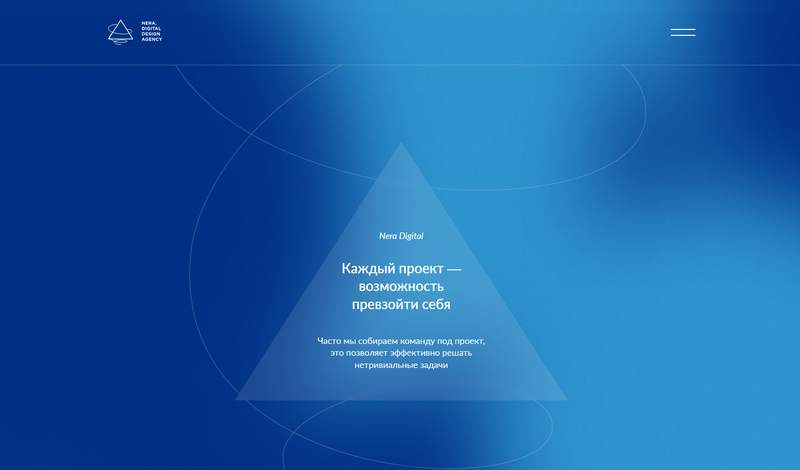 NERA.
DIGITAL
DESIGN
AGENCY
Nera Digital
Каждый проект —
возможность
превзойти себя
Часто мы собираем команду под проект,
это позволяет эффективно решать
нетривиальные задачи